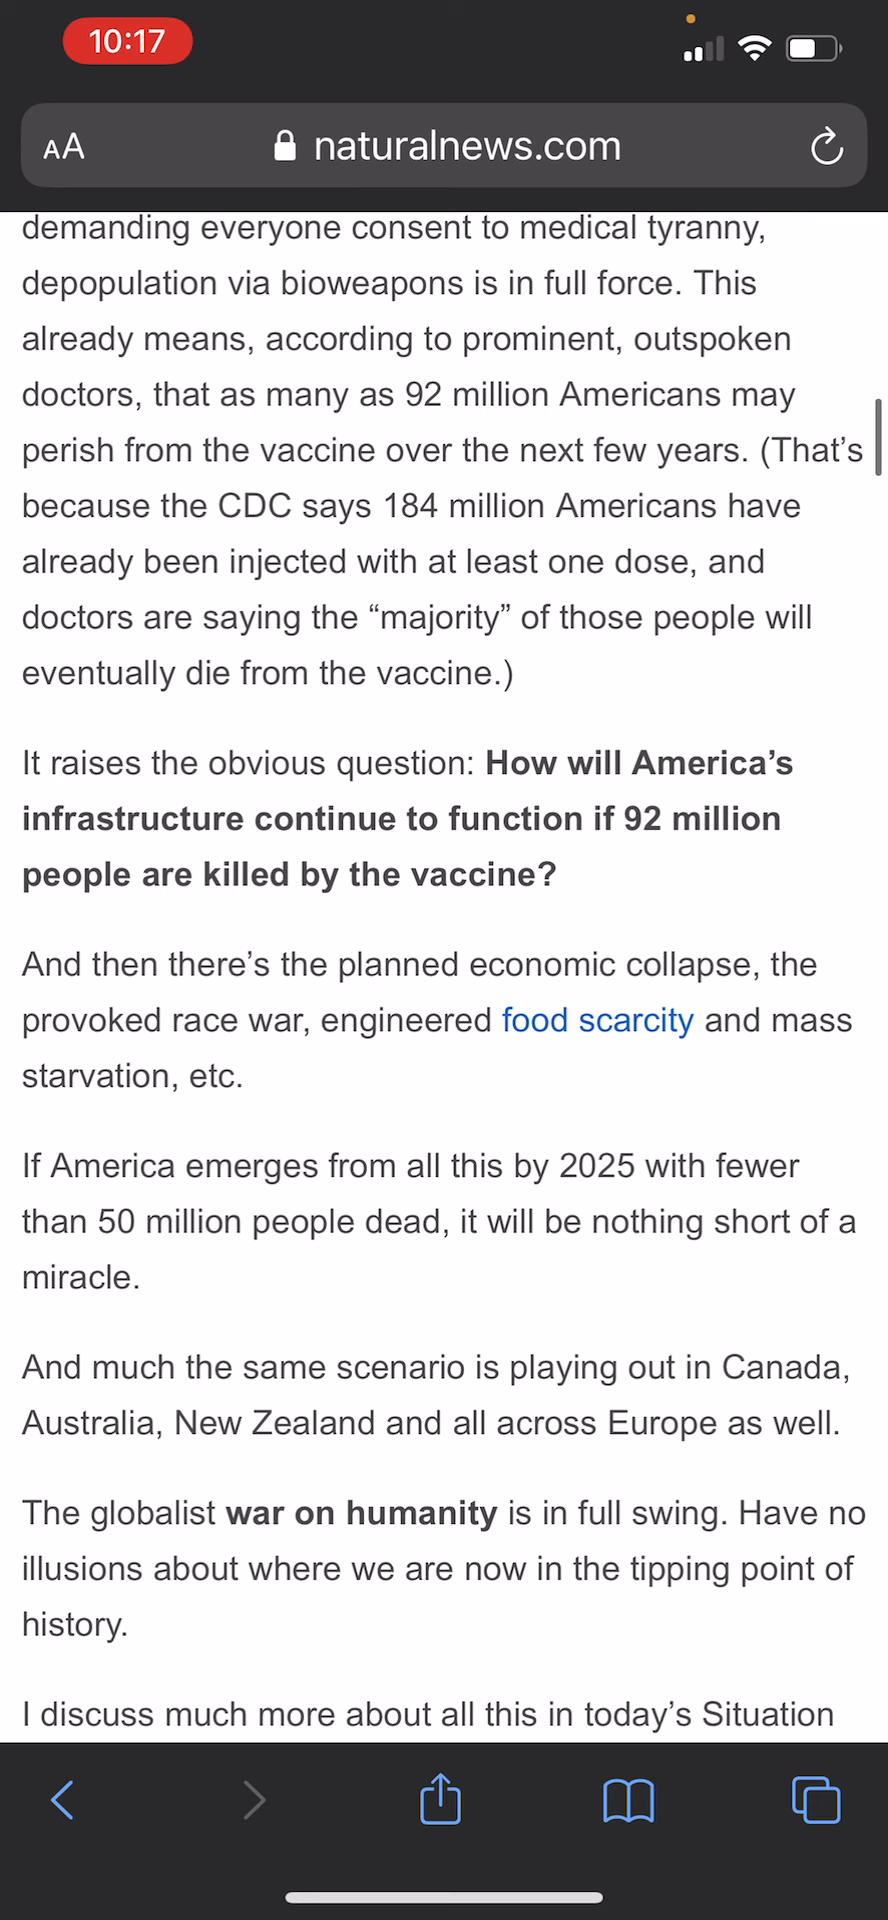 10:17
AA
naturalnews.com
demanding everyone consent to medical tyranny,
depopulation via bioweapons is in full force. This
already means, according to prominent, outspoken
doctors, that as many as 92 million Americans may
perish from the vaccine over the next few years. (That’s
because the CDC says 184 million Americans have
already been injected with at least one dose, and
doctors are saying the “majority” of those people will
eventually die from the vaccine.)
It raises the obvious question: How will America’s
infrastructure continue to function if 92 million
people are killed by the vaccine?
And then there’s the planned economic collapse, the
provoked race war, engineered food scarcity and mass
starvation, etc.
If America emerges from all this by 2025 with fewer
than 50 million people dead, it will be nothing short of a
miracle.
And much the same scenario is playing out in Canada,
Australia, New Zealand and all across Europe as well.
The globalist war on humanity is in full swing. Have no
illusions about where we are now in the tipping point of
history.
I discuss much more about all this in today’s Situation